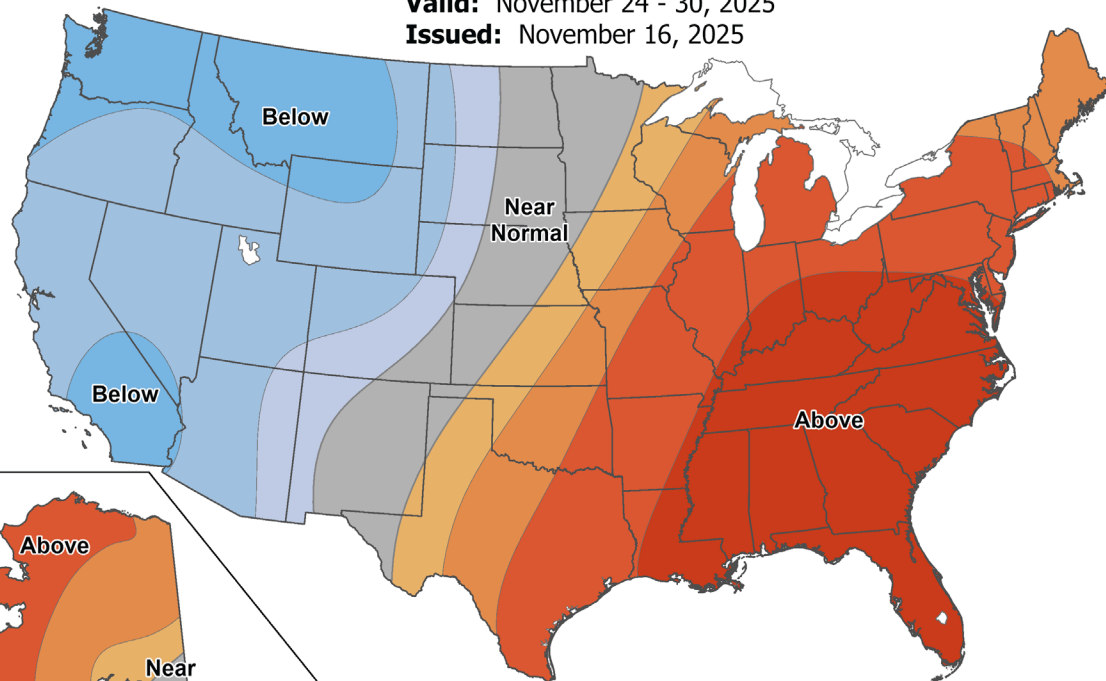 Valid: November 24 - 30, 2025
Issued: November 16, 2025
Below
Near
Normal
Below
Above
Above
Near